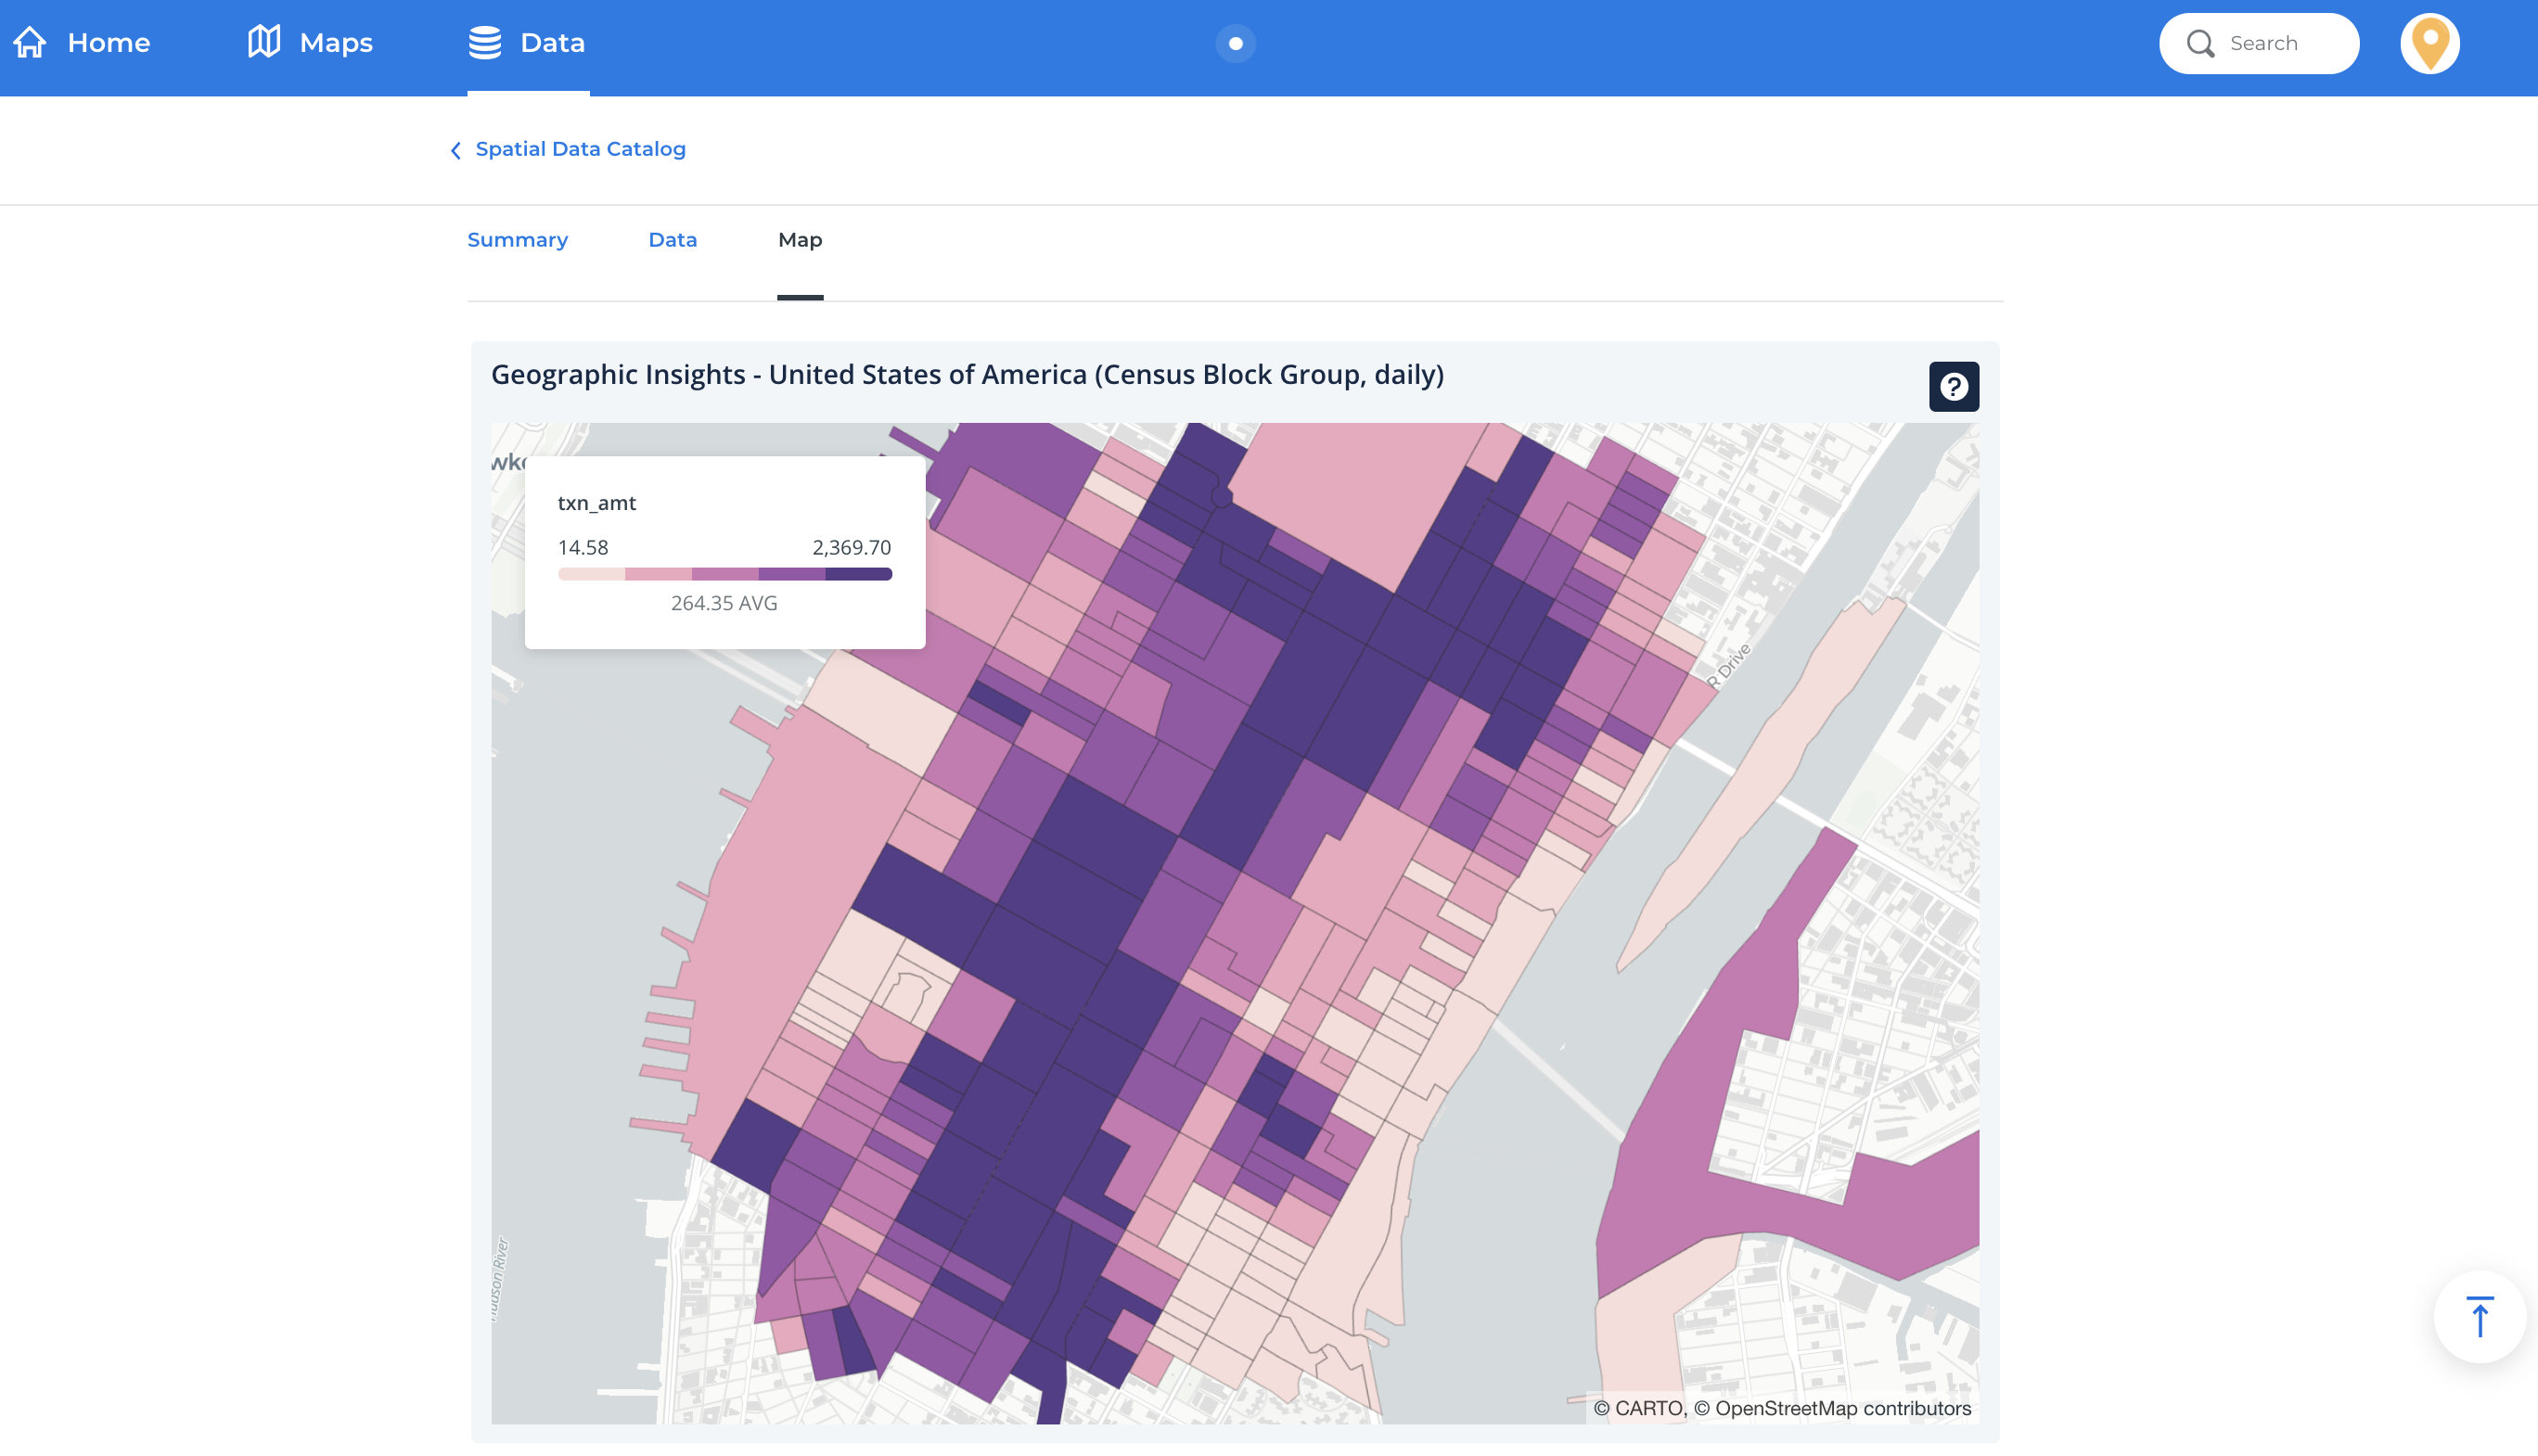 Home Maps Data Search
Spatial Data Catalog
Summary Data Map
Geographic Insights - United States of America (Census Block Group, daily)
?
txn_amt
14.58 2,369.70
264.35 AVG
R Drive
Hudson River
© CARTO, © OpenStreetMap contributors